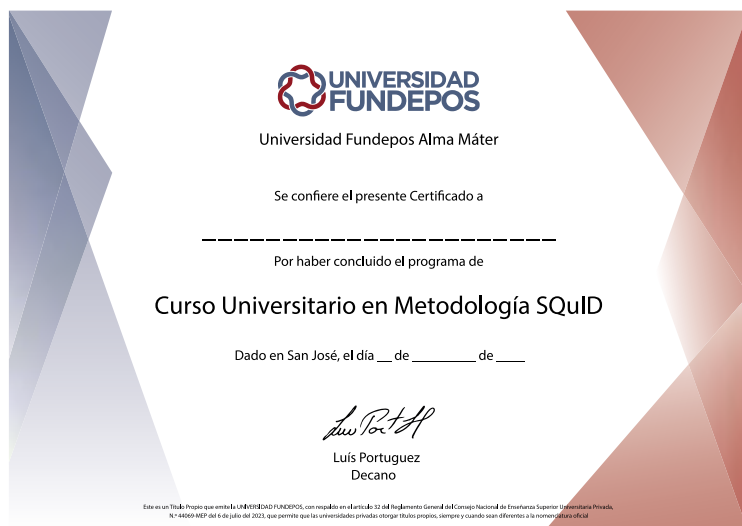 UNIVERSIDAD
FUNDEPOS
Universidad Fundepos Alma Máter
Se confiere el presente Certificado a
_ _ _ _ _ _ _ _ _ _ _ _ _ _ _ _ _ _ _ _ _ _
Por haber concluido el programa de
Curso Universitario en Metodología SQuID
Dado en San José, el día __ de ________ de ____
Luís Portuguez
Decano
Este es un Título Propio que emite la UNIVERSIDAD FUNDEPOS, con respaldo en el artículo 32 del Reglamento General del Consejo Nacional de Enseñanza Superior Universitaria Privada,
N.º 44069-MEP del 6 de julio del 2023, que permite que las universidades privadas otorgar títulos propios, siempre y cuando sean diferentes a la nomenclatura oficial